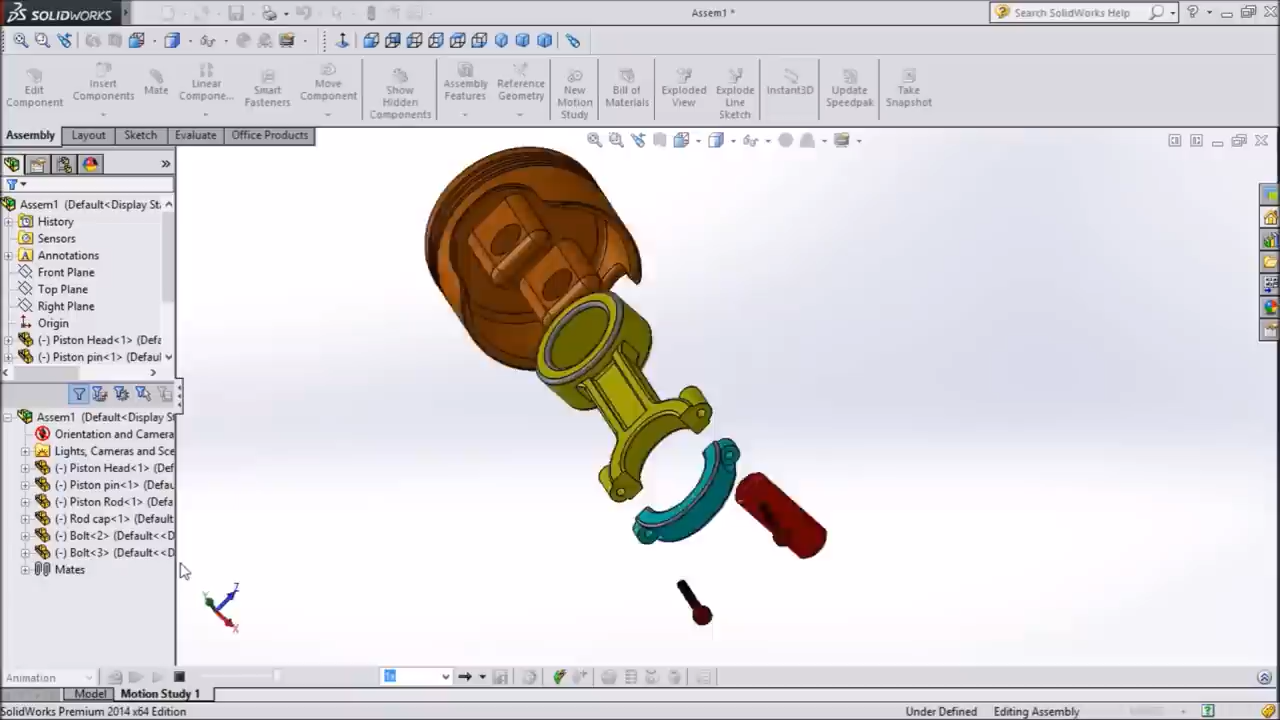 SOLIDWORKS
Assem1 *
Search SolidWorks Help
Edit Component
Insert Components
Mate
Linear Compone...
Smart Fasteners
Move Component
Show Hidden Components
Assembly Features
Reference Geometry
New Motion Study
Bill of Materials
Exploded View
Explode Line Sketch
Instant3D
Update Speedpak
Take Snapshot
Assembly
Layout
Sketch
Evaluate
Office Products
Assem1 (Default<Display St
History
Sensors
Annotations
Front Plane
Top Plane
Right Plane
Origin
(-) Piston Head<1> (Defa
(-) Piston pin<1> (Defaul
Assem1 (Default<Display S
Orientation and Camera
Lights, Cameras and Sce
(-) Piston Head<1> (Def
(-) Piston pin<1> (Defau
(-) Piston Rod<1> (Defa
(-) Rod cap<1> (Default
(-) Bolt<2> (Default<<D
(-) Bolt<3> (Default<<D
Mates
Z
X
Animation
1x
Model
Motion Study 1
SolidWorks Premium 2014 x64 Edition
Under Defined
Editing Assembly